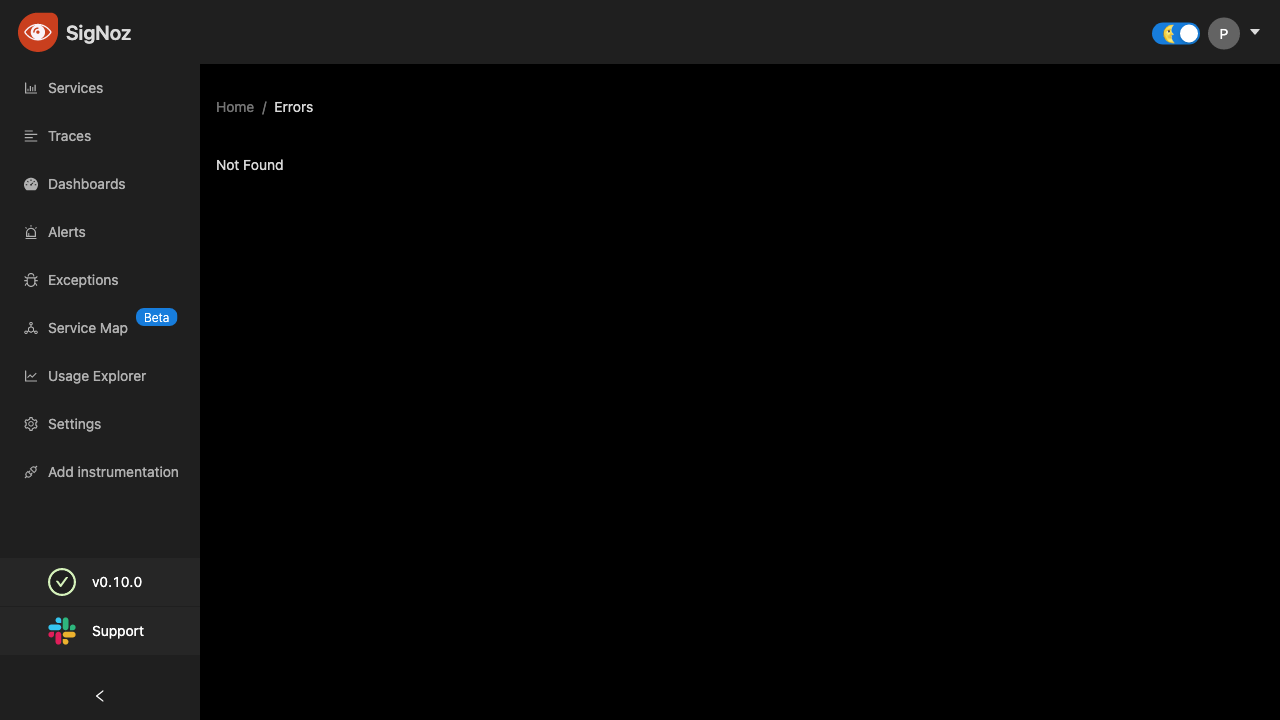 SigNoz
P
Services
Traces
Dashboards
Alerts
Exceptions
Service Map Beta
Usage Explorer
Settings
Add instrumentation
v0.10.0
Support
Home / Errors
Not Found